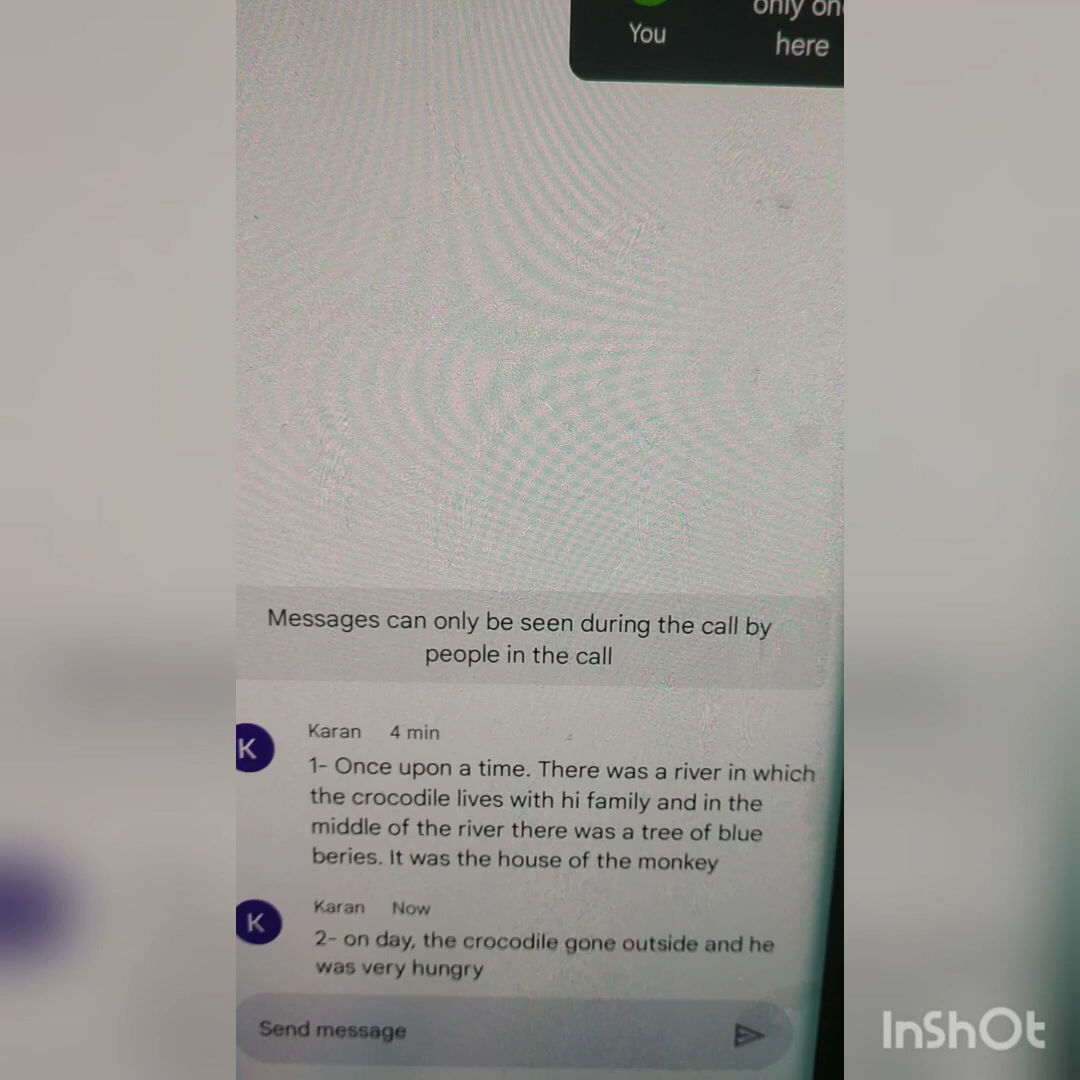 only on
You
here
Messages can only be seen during the call by
people in the call
K
Karan 4 min
1- Once upon a time. There was a river in which
the crocodile lives with hi family and in the
middle of the river there was a tree of blue
beries. It was the house of the monkey
K
Karan Now
2- on day, the crocodile gone outside and he
was very hungry
Send message
InShOt